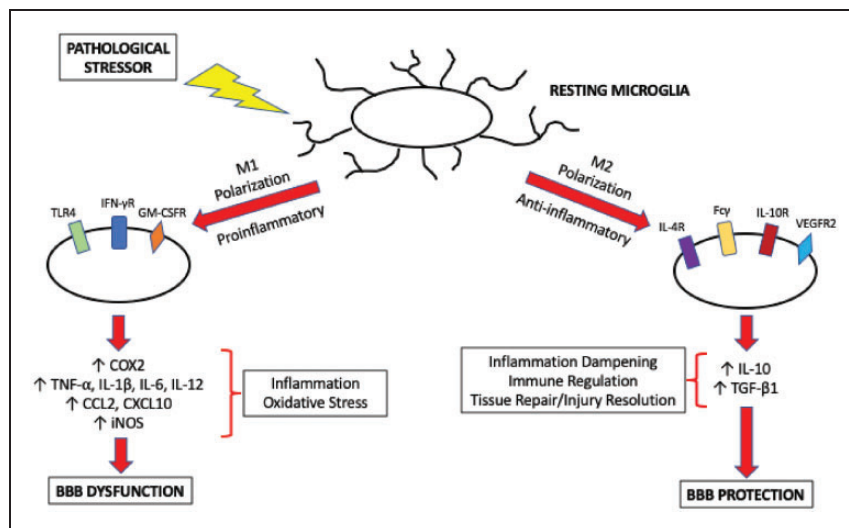 PATHOLOGICAL
STRESSOR
RESTING MICROGLIA
M1
Polarization
Proinflammatory
M2
Polarization
Anti-inflammatory
TLR4
IFN-γR
GM-CSFR
IL-4R
Fcγ
IL-10R
VEGFR2
↑ COX2
↑ TNF-α, IL-1β, IL-6, IL-12
↑ CCL2, CXCL10
↑ iNOS
Inflammation
Oxidative Stress
Inflammation Dampening
Immune Regulation
Tissue Repair/Injury Resolution
↑ IL-10
↑ TGF-β1
BBB DYSFUNCTION
BBB PROTECTION